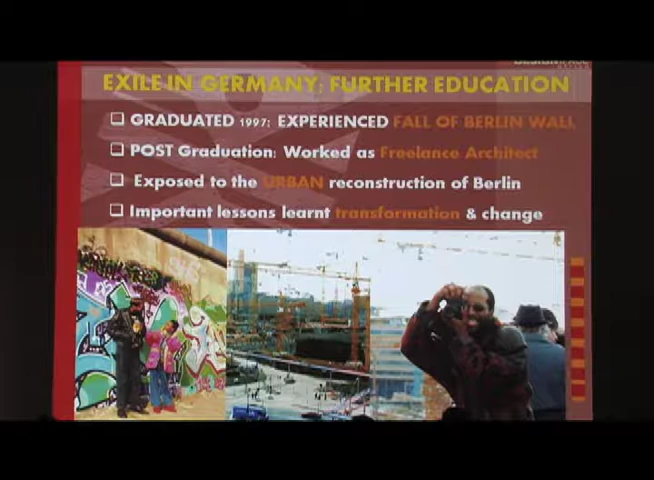 EXILE IN GERMANY; FURTHER EDUCATION
GRADUATED 1997: EXPERIENCED FALL OF BERLIN WALL
POST Graduation: Worked as Freelance Architect
Exposed to the URBAN reconstruction of Berlin
Important lessons learnt transformation & change